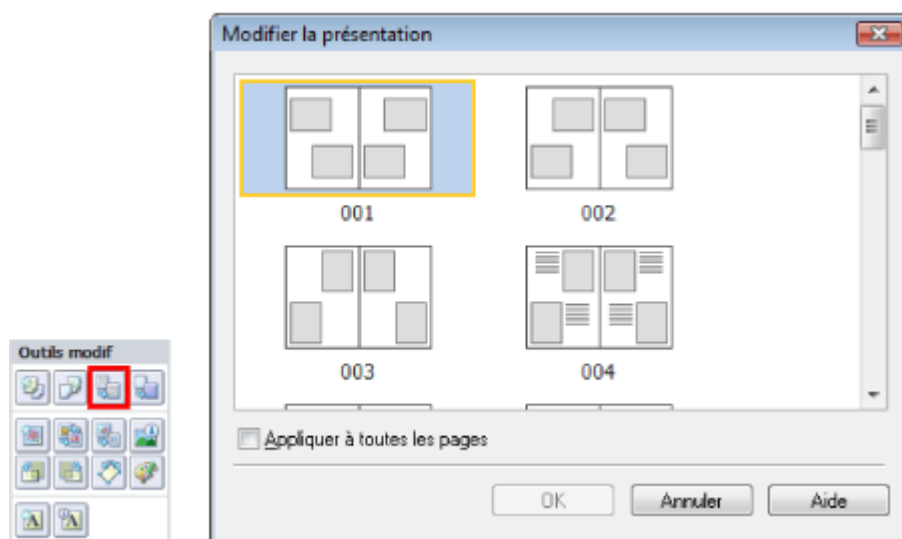 Modifier la présentation
001
002
003
004
Outils modif
Appliquer à toutes les pages
OK
Annuler
Aide